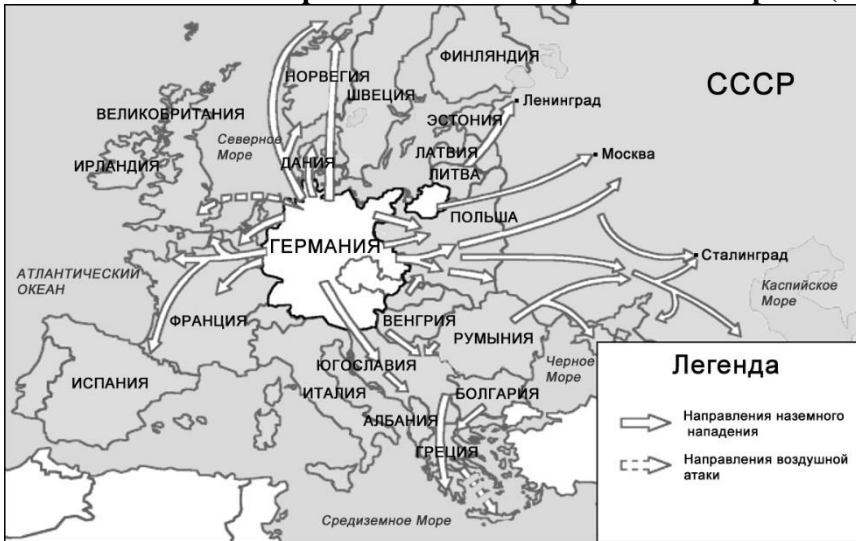 ФИНЛЯНДИЯ
НОРВЕГИЯ
ШВЕЦИЯ
СССР
Ленинград
ВЕЛИКОБРИТАНИЯ
ЭСТОНИЯ
Северное
Море
ИРЛАНДИЯ
ДАНИЯ
ЛАТВИЯ
ЛИТВА
Москва
ПОЛЬША
ГЕРМАНИЯ
Сталинград
АТЛАНТИЧЕСКИЙ
ОКЕАН
Каспийское
Море
ФРАНЦИЯ
ВЕНГРИЯ
РУМЫНИЯ
ЮГОСЛАВИЯ
Черное
Море
ИСПАНИЯ
ИТАЛИЯ
БОЛГАРИЯ
АЛБАНИЯ
ГРЕЦИЯ
Средиземное Море
Легенда
Направления наземного
нападения
Направления воздушной
атаки